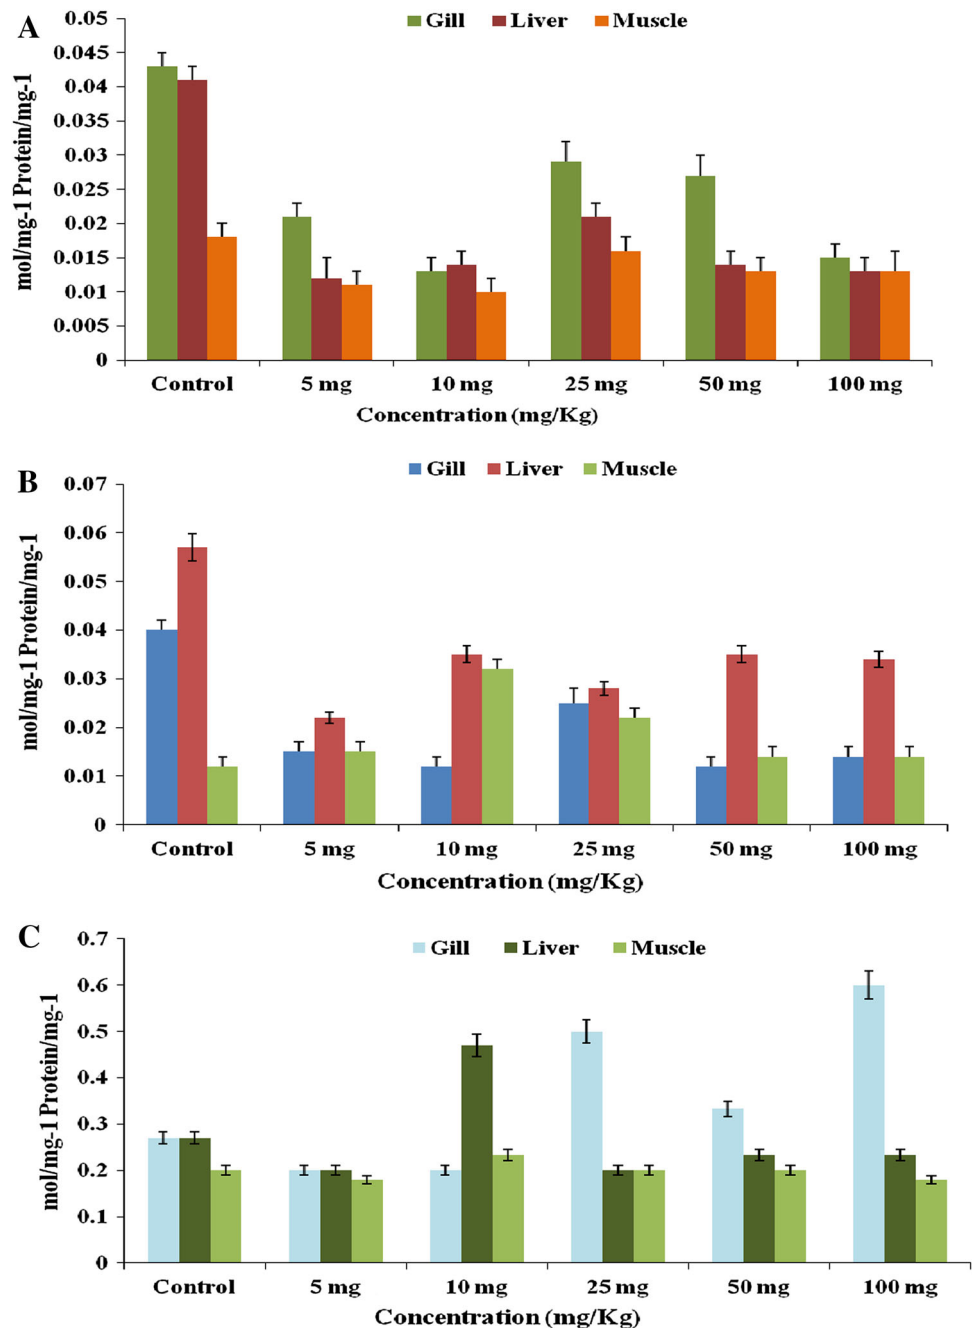 A
Gill Liver Muscle
mol/mg-1 Protein/mg-1
0.05
0.045
0.04
0.035
0.03
0.025
0.02
0.015
0.01
0.005
0
Control 5 mg 10 mg 25 mg 50 mg 100 mg
Concentration (mg/Kg)
B
Gill Liver Muscle
mol/mg-1 Protein/mg-1
0.07
0.06
0.05
0.04
0.03
0.02
0.01
0
Control 5 mg 10 mg 25 mg 50 mg 100 mg
Concentration (mg/Kg)
C
Gill Liver Muscle
mol/mg-1 Protein/mg-1
0.7
0.6
0.5
0.4
0.3
0.2
0.1
0
Control 5 mg 10 mg 25 mg 50 mg 100 mg
Concentration (mg/Kg)